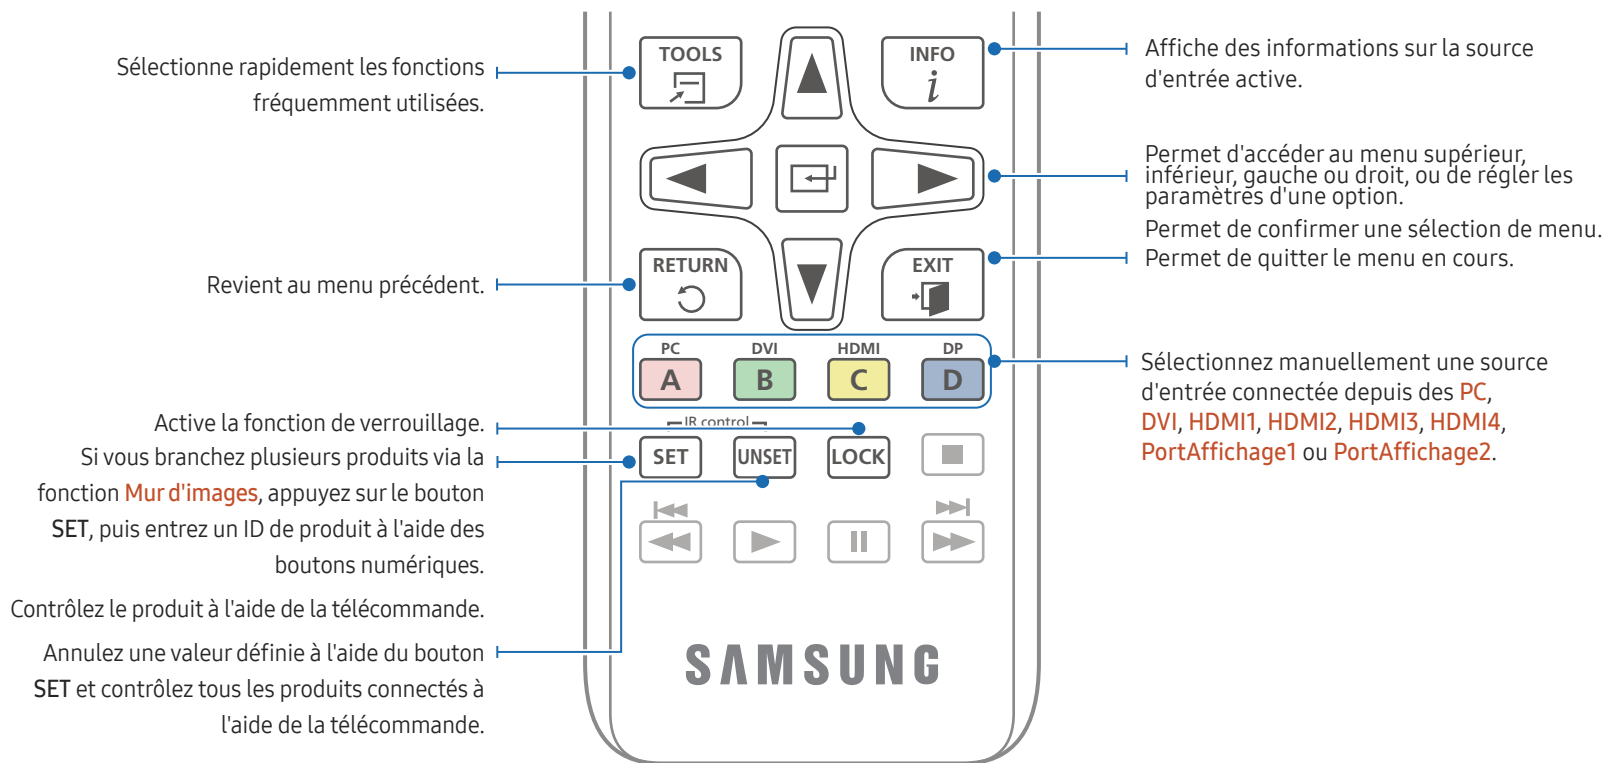 TOOLS
INFO
i
Sélectionne rapidement les fonctions
fréquemment utilisées.
Affiche des informations sur la source
d'entrée active.
Permet d'accéder au menu supérieur,
inférieur, gauche ou droit, ou de régler les
paramètres d'une option.
Permet de confirmer une sélection de menu.
RETURN
EXIT
Revient au menu précédent.
Permet de quitter le menu en cours.
PC DVI HDMI DP
A B C D
Sélectionnez manuellement une source
d'entrée connectée depuis des PC,
DVI, HDMI1, HDMI2, HDMI3, HDMI4,
PortAffichage1 ou PortAffichage2.
IR control
SET UNSET LOCK
Active la fonction de verrouillage.
Si vous branchez plusieurs produits via la
fonction Mur d'images, appuyez sur le bouton
SET, puis entrez un ID de produit à l'aide des
boutons numériques.
Contrôlez le produit à l'aide de la télécommande.
Annulez une valeur définie à l'aide du bouton
SET et contrôlez tous les produits connectés à
l'aide de la télécommande.
SAMSUNG